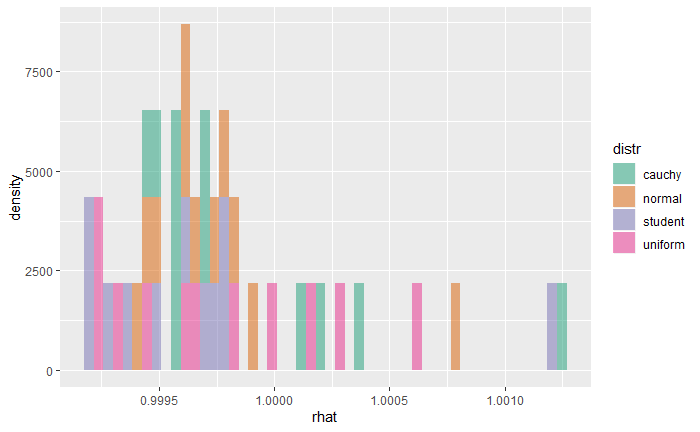 7500
5000
2500
0
density
0.9995
1.0000
1.0005
1.0010
rhat
distr
cauchy
normal
student
uniform